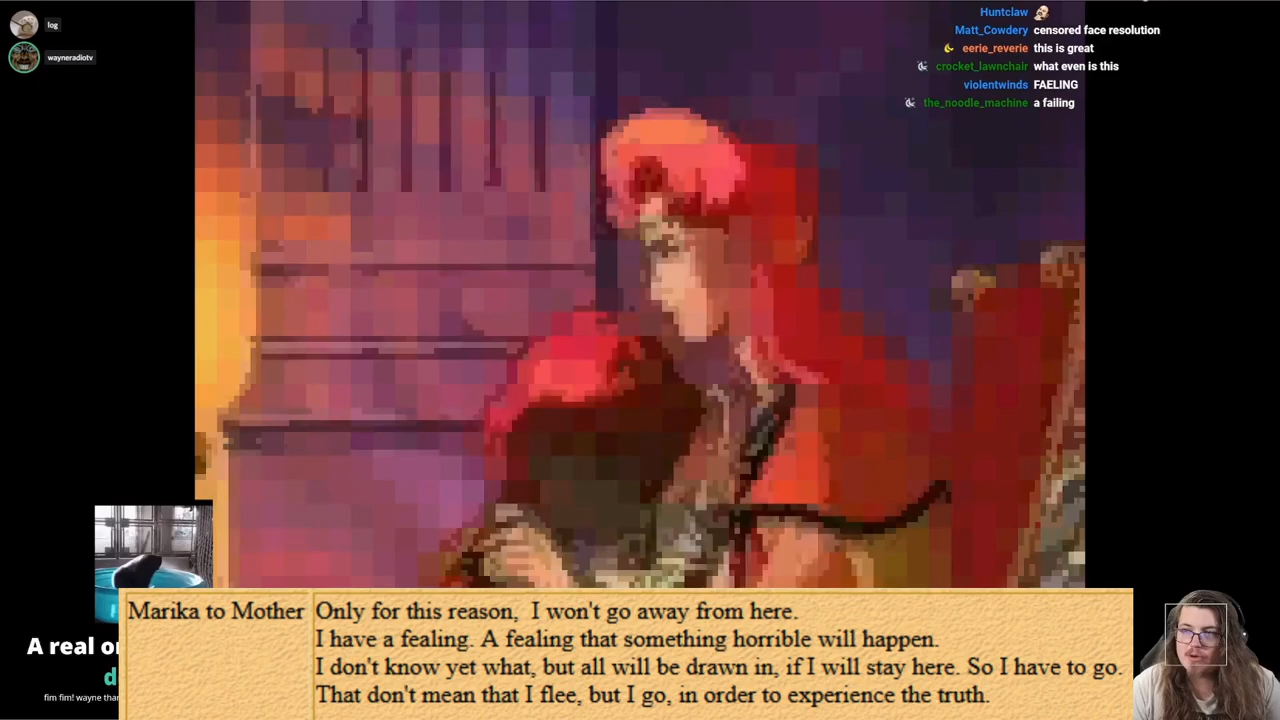 log
wayneradiotv
Huntclaw
Matt_Cowdery censored face resolution
eerie_reverie this is great
crocket_lawnchair what even is this
violentwinds FAELING
the_noodle_machine a failing
A real
d
fim fim! wayne
Marika to Mother
Only for this reason, I won't go away from here.
I have a fealing. A fealing that something horrible will happen.
I don't know yet what, but all will be drawn in, if I will stay here. So I have to go.
That don't mean that I flee, but I go, in order to experience the truth.